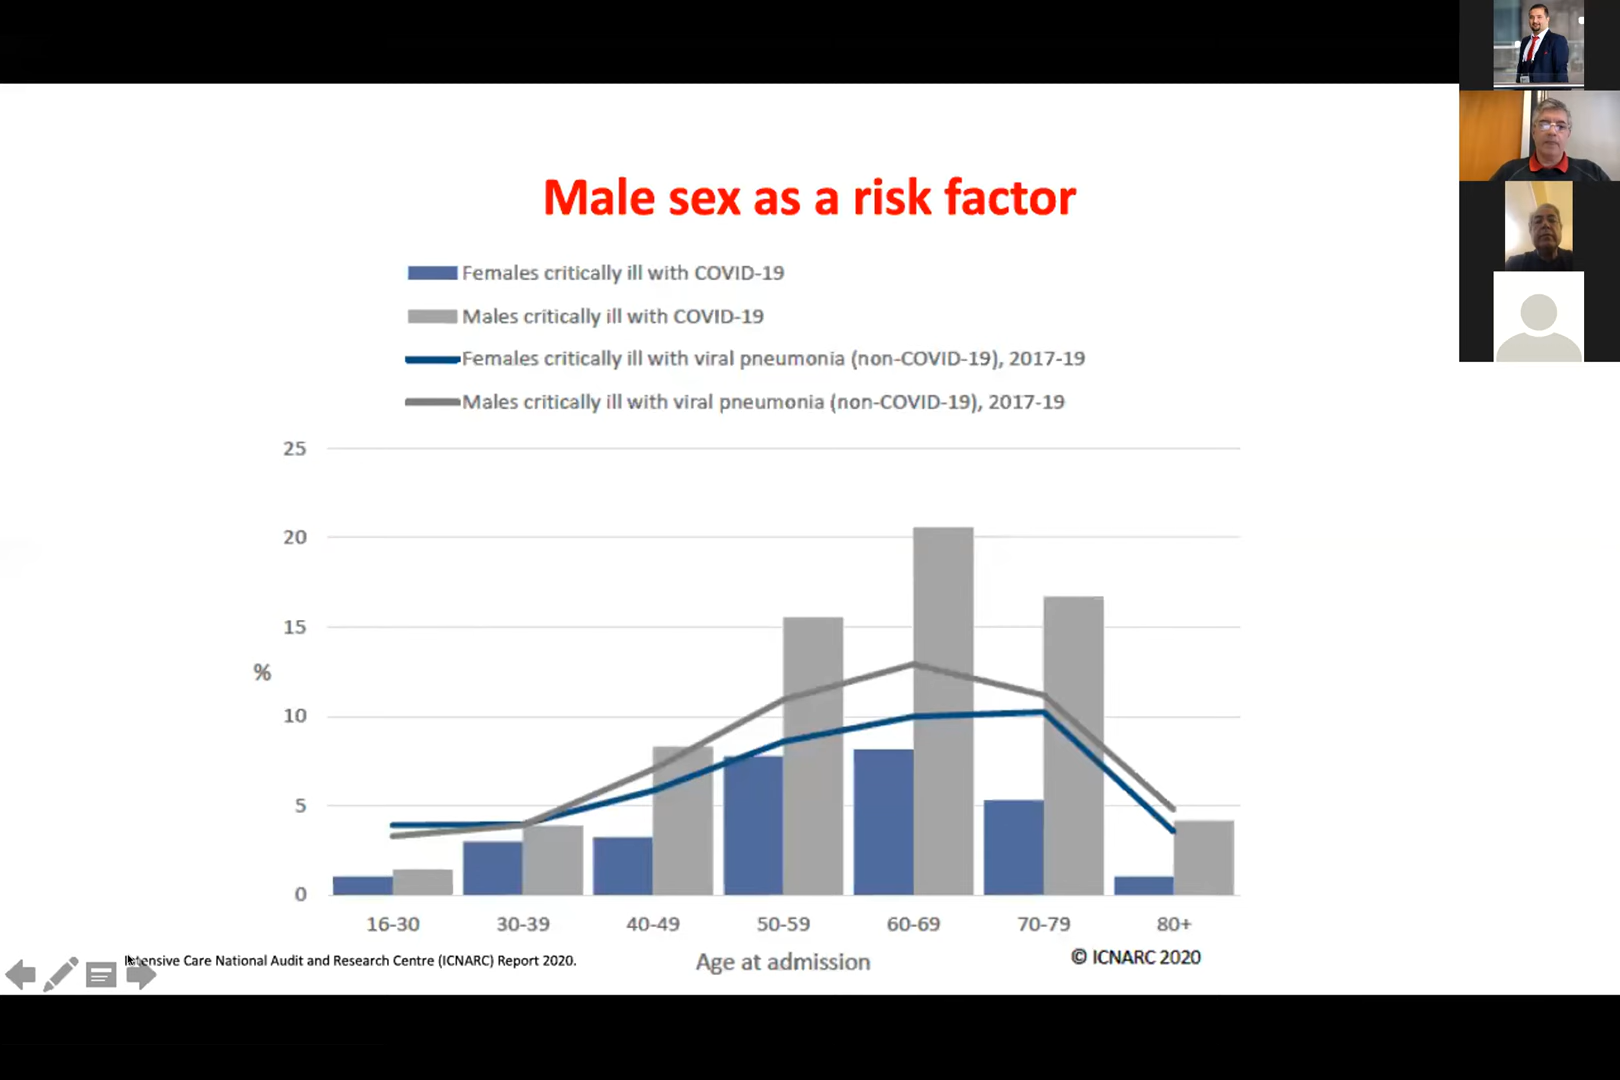 Male sex as a risk factor
Females critically ill with COVID-19
Males critically ill with COVID-19
Females critically ill with viral pneumonia (non-COVID-19), 2017-19
Males critically ill with viral pneumonia (non-COVID-19), 2017-19
25
20
15
%
10
5
0
16-30 30-39 40-49 50-59 60-69 70-79 80+
Age at admission
© ICNARC 2020
Intensive Care National Audit and Research Centre (ICNARC) Report 2020.